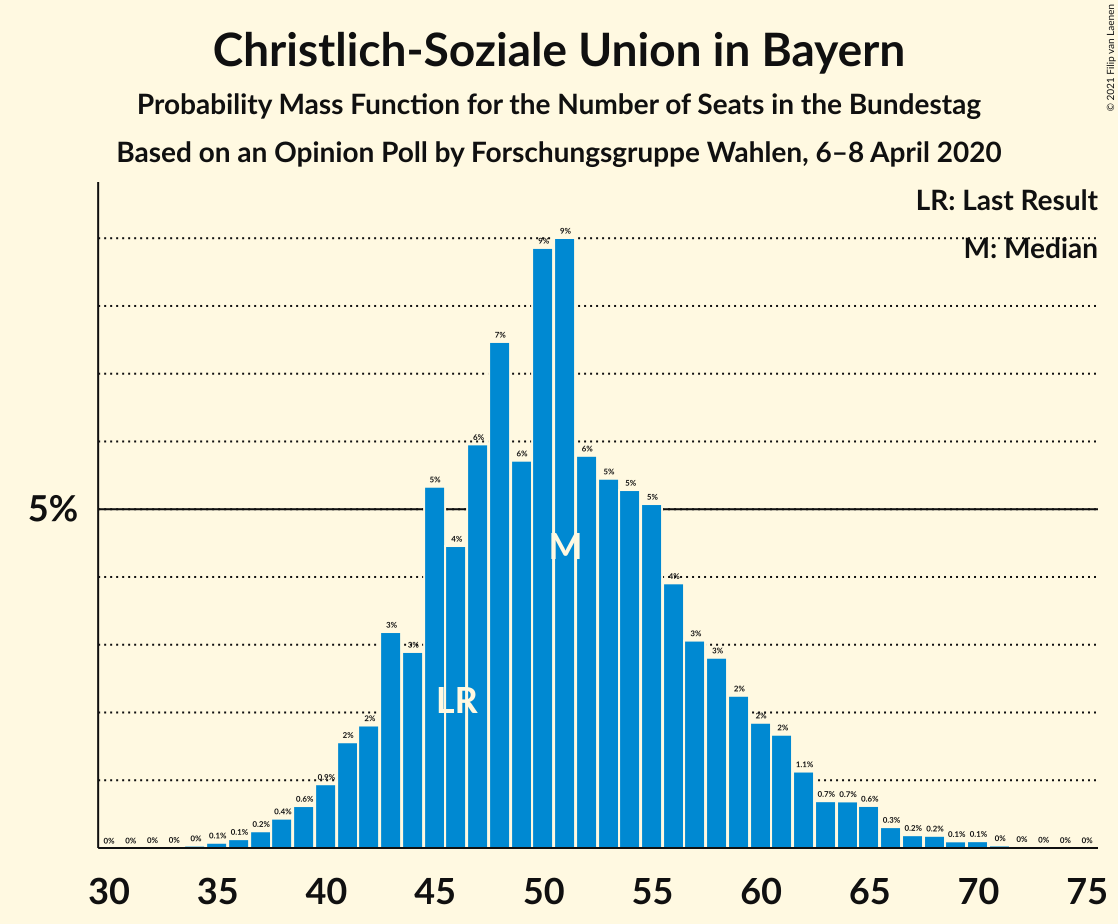 Christlich-Soziale Union in Bayern
Probability Mass Function for the Number of Seats in the Bundestag
Based on an Opinion Poll by Forschungsgruppe Wahlen, 6–8 April 2020
© 2021 Filip van Laenen
LR: Last Result
M: Median
5%
0% 0% 0% 0% 0% 0.1% 0.1% 0.2% 0.4% 0.6% 0.9% 2% 2% 3% 3% 5% 4% 6% 7% 6% 9% 9% 6% 5% 5% 5% 4% 3% 3% 2% 2% 2% 1.1% 0.7% 0.7% 0.6% 0.3% 0.2% 0.2% 0.1% 0.1% 0% 0% 0% 0% 0%
M
LR
30 35 40 45 50 55 60 65 70 75